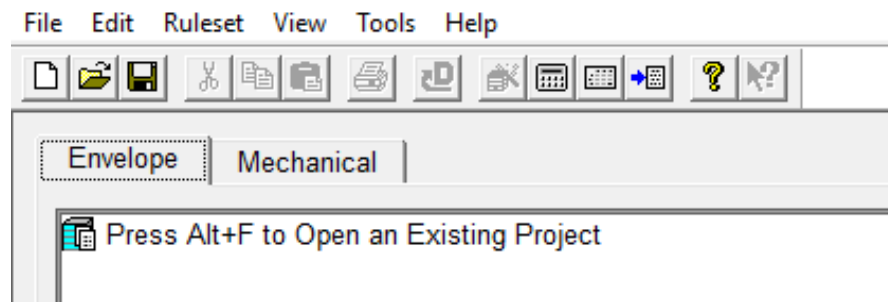 File Edit Ruleset View Tools Help
Envelope Mechanical
Press Alt+F to Open an Existing Project